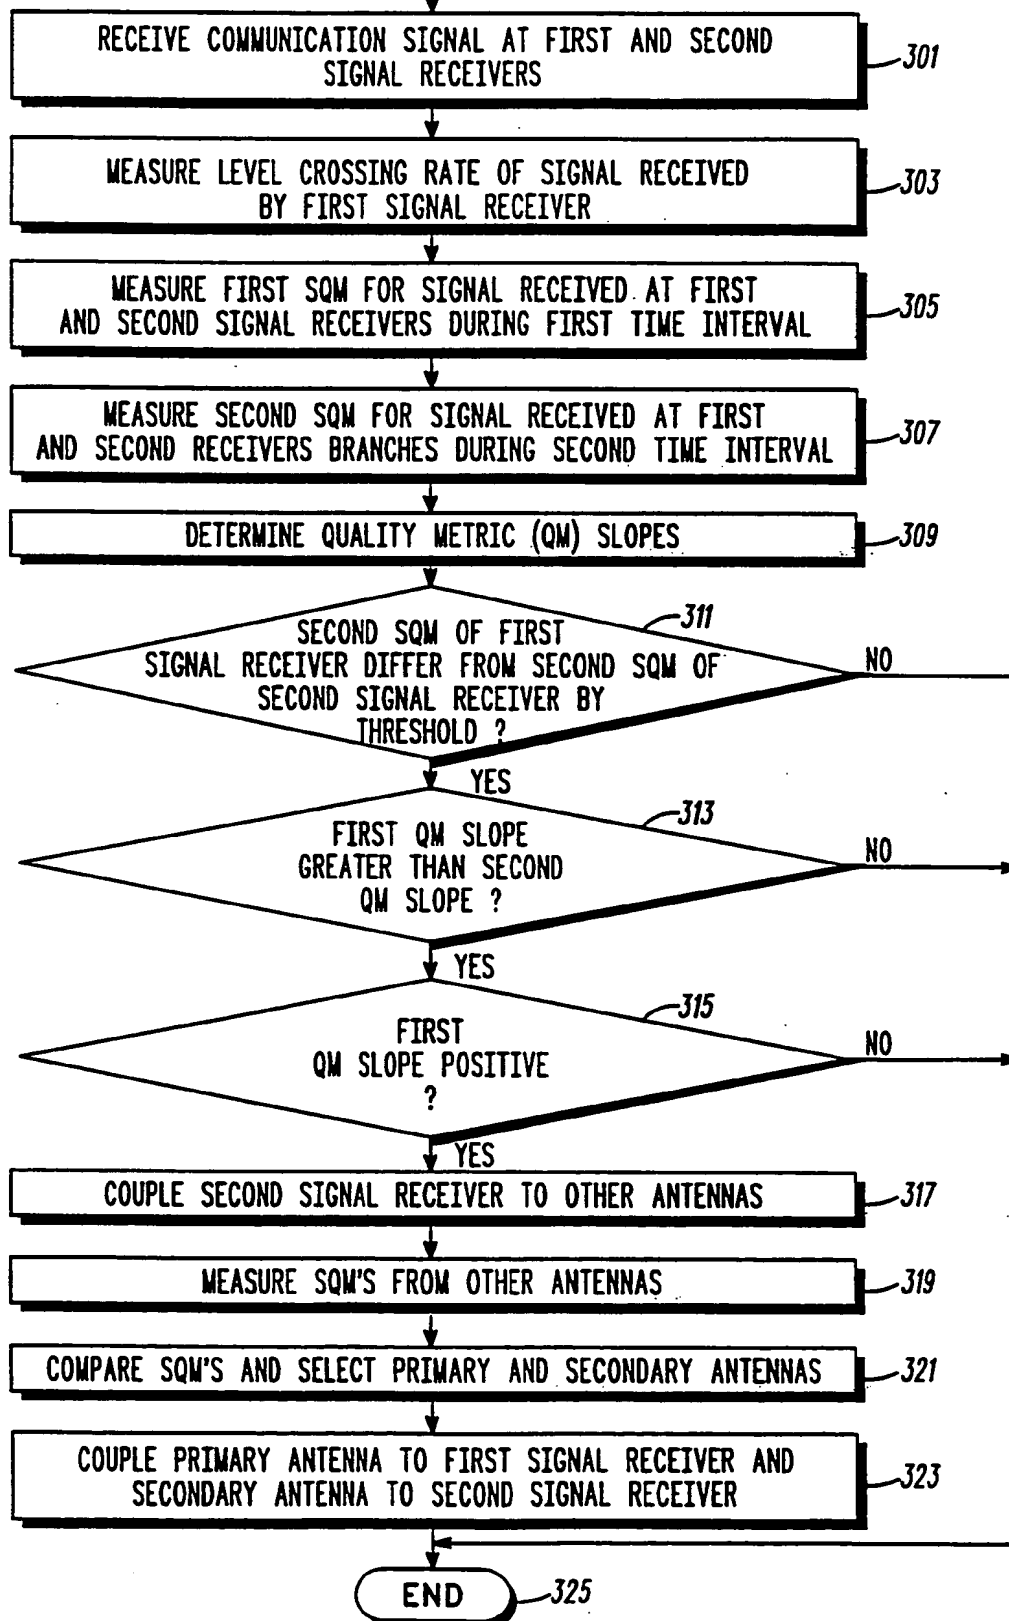 RECEIVE COMMUNICATION SIGNAL AT FIRST AND SECOND
SIGNAL RECEIVERS
301
MEASURE LEVEL CROSSING RATE OF SIGNAL RECEIVED
BY FIRST SIGNAL RECEIVER
303
MEASURE FIRST SQM FOR SIGNAL RECEIVED AT FIRST
AND SECOND SIGNAL RECEIVERS DURING FIRST TIME INTERVAL
305
MEASURE SECOND SQM FOR SIGNAL RECEIVED AT FIRST
AND SECOND RECEIVERS BRANCHES DURING SECOND TIME INTERVAL
307
DETERMINE QUALITY METRIC (QM) SLOPES
309
311
SECOND SQM OF FIRST
SIGNAL RECEIVER DIFFER FROM SECOND SQM OF
SECOND SIGNAL RECEIVER BY
THRESHOLD ?
NO
YES
313
FIRST QM SLOPE
GREATER THAN SECOND
QM SLOPE ?
NO
YES
315
FIRST
QM SLOPE POSITIVE
?
NO
YES
COUPLE SECOND SIGNAL RECEIVER TO OTHER ANTENNAS
317
MEASURE SQM'S FROM OTHER ANTENNAS
319
COMPARE SQM'S AND SELECT PRIMARY AND SECONDARY ANTENNAS
321
COUPLE PRIMARY ANTENNA TO FIRST SIGNAL RECEIVER AND
SECONDARY ANTENNA TO SECOND SIGNAL RECEIVER
323
END
325